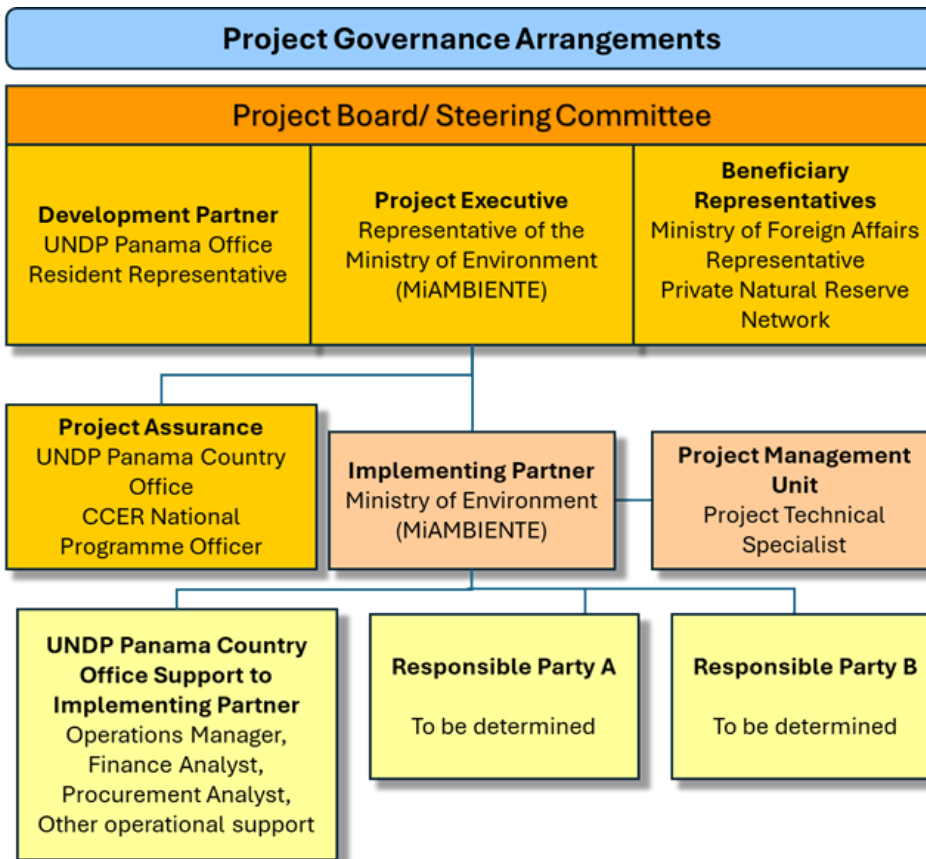 Project Governance Arrangements
Project Board/ Steering Committee
Development Partner
UNDP Panama Office
Resident Representative
Project Executive
Representative of the
Ministry of Environment
(MiAMBIENTE)
Beneficiary
Representatives
Ministry of Foreign Affairs
Representative
Private Natural Reserve
Network
Project Assurance
UNDP Panama Country
Office
CCER National
Programme Officer
Implementing Partner
Ministry of Environment
(MiAMBIENTE)
Project Management
Unit
Project Technical
Specialist
UNDP Panama Country
Office Support to
Implementing Partner
Operations Manager,
Finance Analyst,
Procurement Analyst,
Other operational support
Responsible Party A
To be determined
Responsible Party B
To be determined